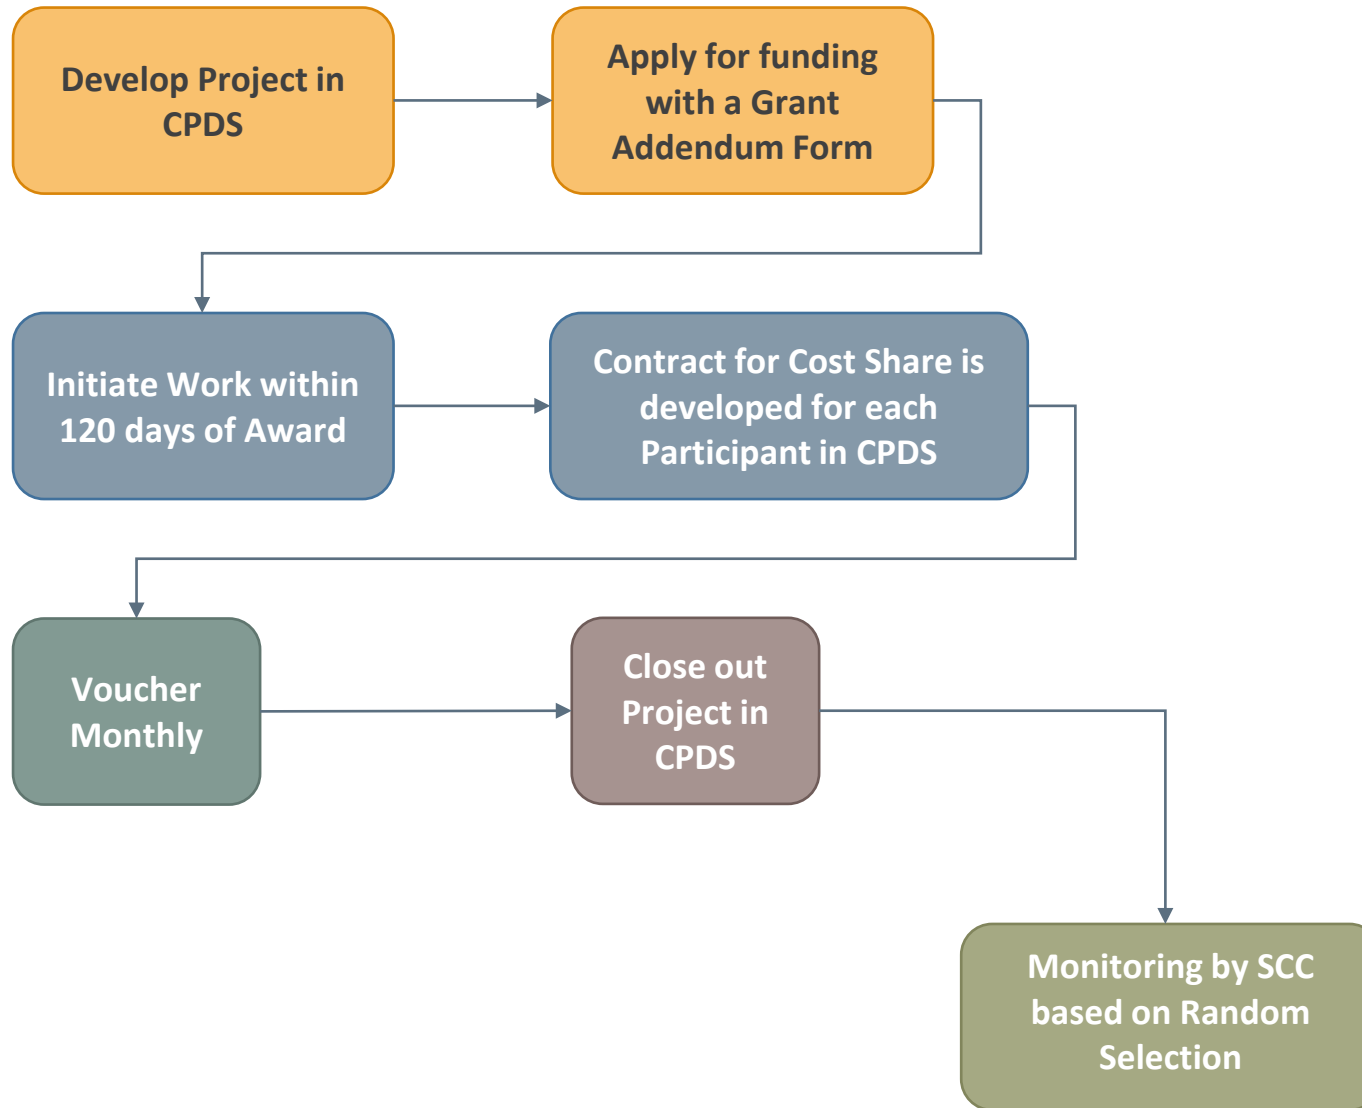 Develop Project in
CPDS
Apply for funding
with a Grant
Addendum Form
Initiate Work within
120 days of Award
Contract for Cost Share is
developed for each
Participant in CPDS
Voucher
Monthly
Close out
Project in
CPDS
Monitoring by SCC
based on Random
Selection